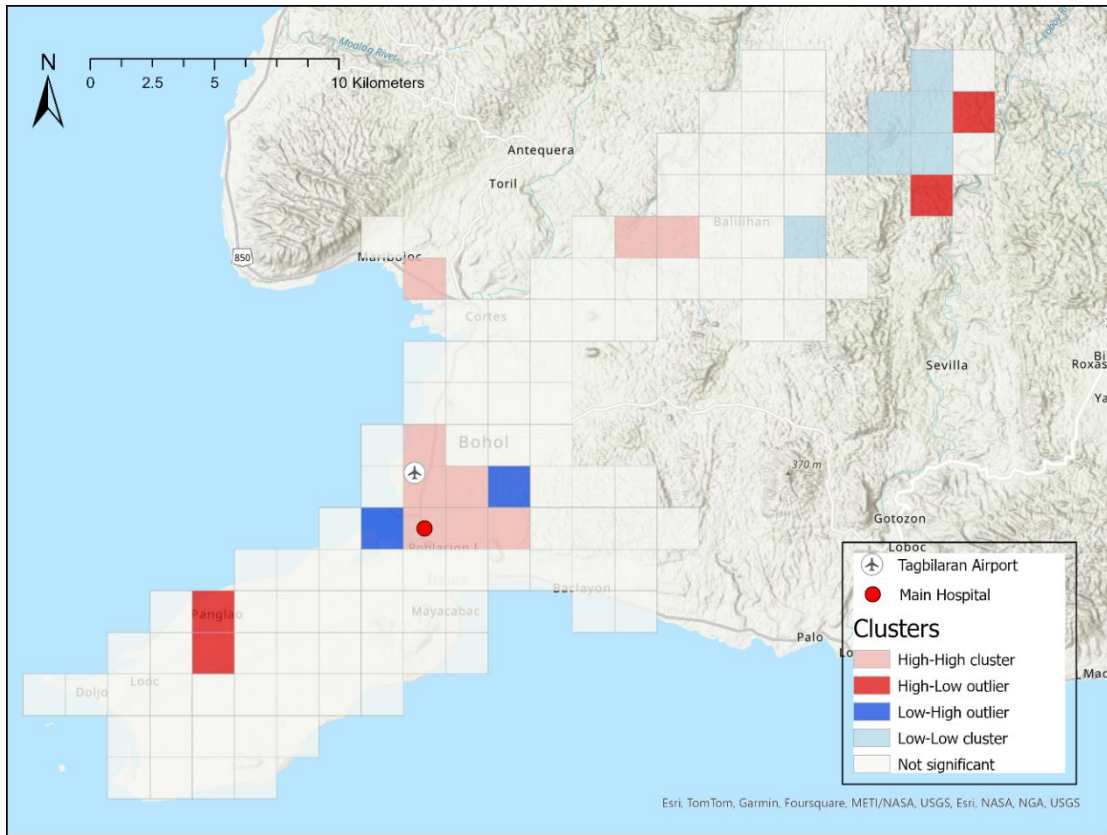 N
0 2.5 5 10 Kilometers
Moalag River
Antequera
Toril
850
Balilihan
Mariboloc
Cortes
Sevilla
Roxas
Bohol
370 m
Gotozon
Loboc
Poblacion I
Dauis
Baclayon
Panglao
Mayacabac
Palo
Looc
Doljo
Tagbilaran Airport
Main Hospital
Clusters
High-High cluster
High-Low outlier
Low-High outlier
Low-Low cluster
Not significant
Esri, TomTom, Garmin, Foursquare, METI/NASA, USGS, Esri, NASA, NGA, USGS